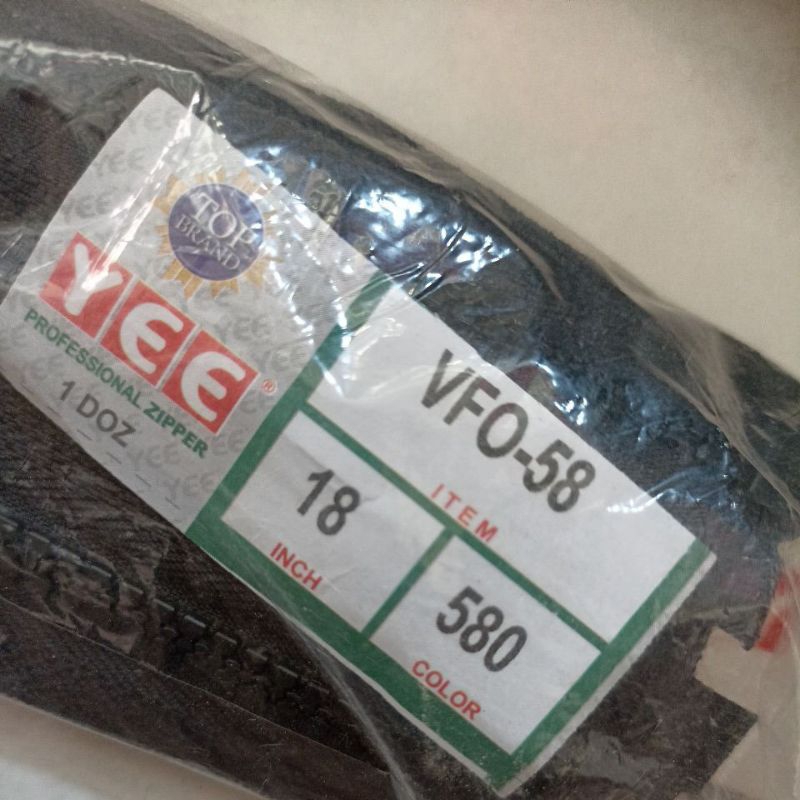 TOP
BRAND
YEE®
PROFESSIONAL ZIPPER
1 DOZ
VFO-58
ITEM
18
INCH
580
COLOR